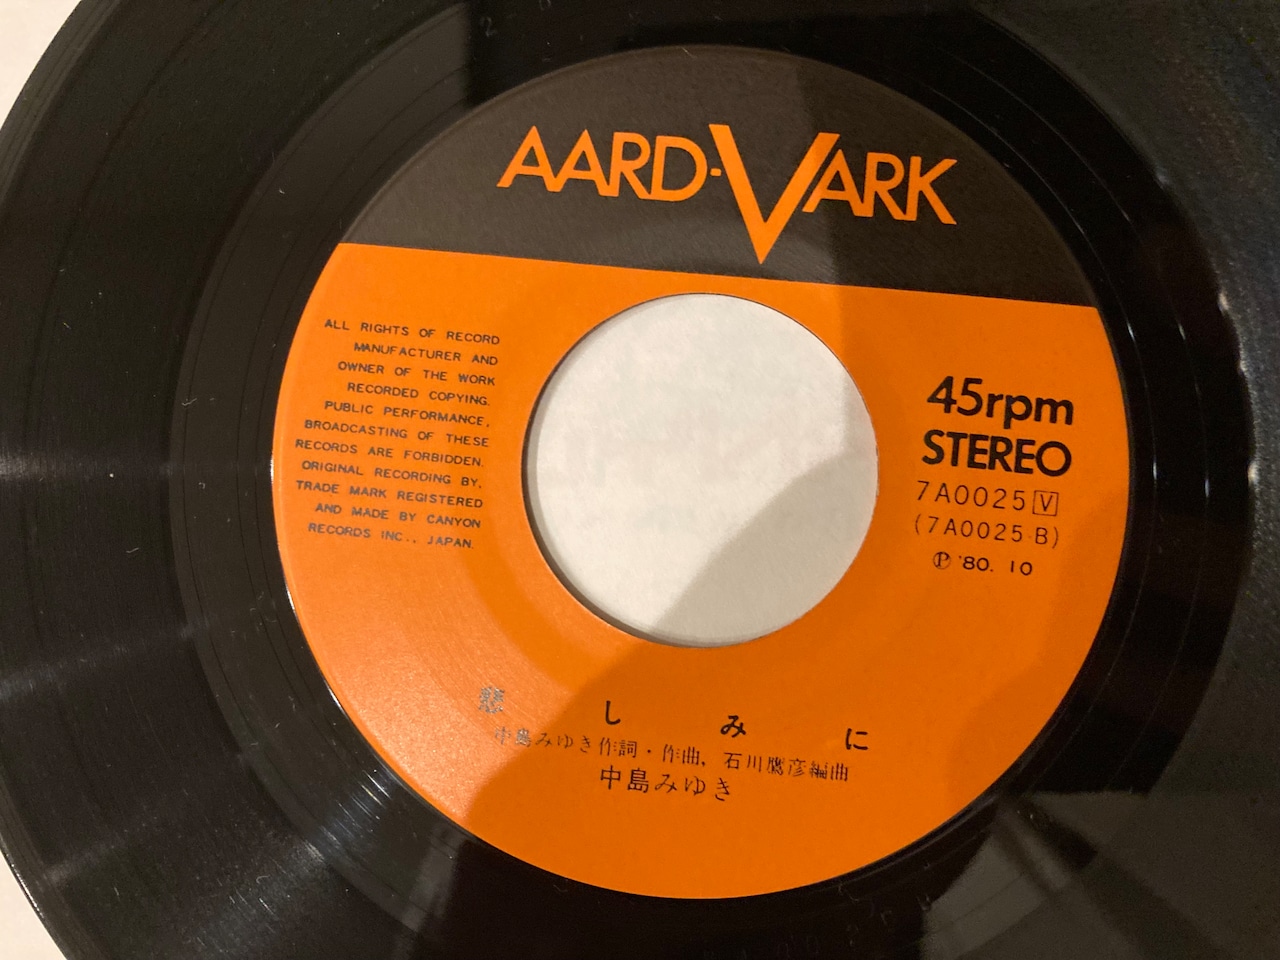 AARD-VARK
ALL RIGHTS OF RECORD
MANUFACTURER AND
OWNER OF THE WORK
RECORDED COPYING.
PUBLIC PERFORMANCE,
BROADCASTING OF THESE
RECORDS ARE FORBIDDEN.
ORIGINAL RECORDING BY,
TRADE MARK REGISTERED
AND MADE BY CANYON
RECORDS INC., JAPAN.
45rpm
STEREO
7A0025 V
(7A0025-B)
Ⓟ '80. 10
悲しみに
中島みゆき作詞・作曲, 石川鷹彦編曲
中島みゆき